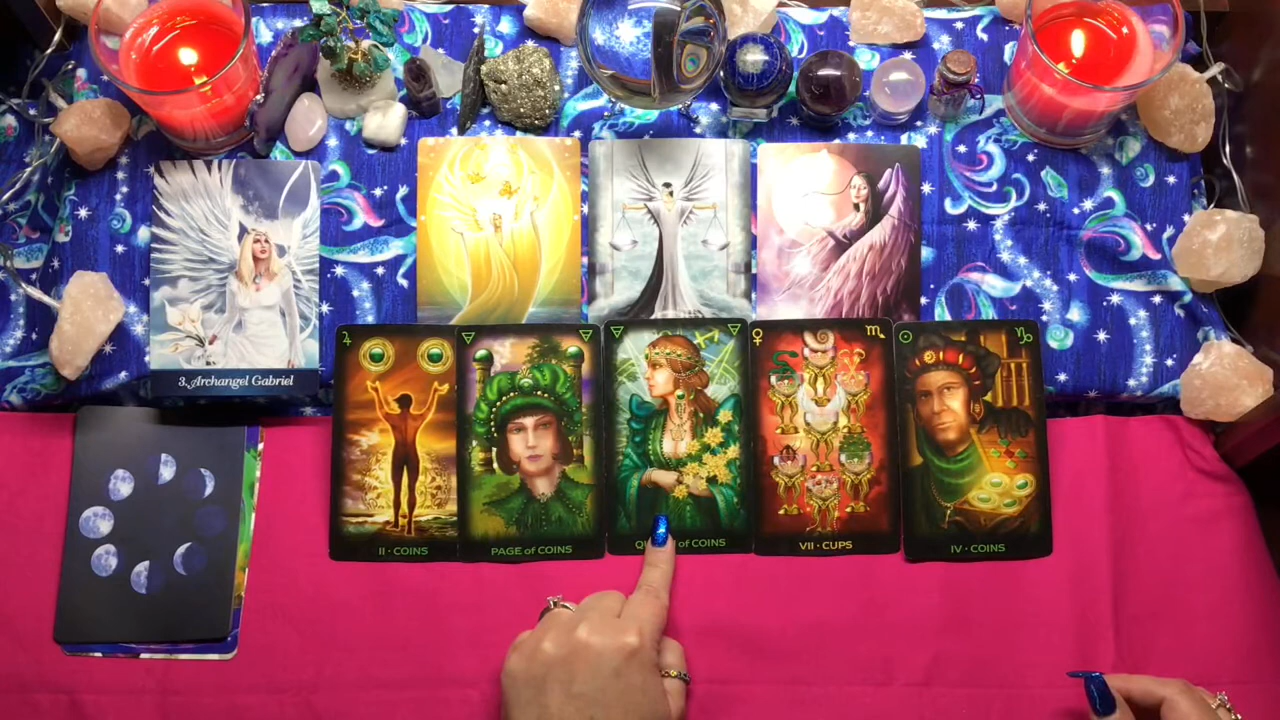 3. Archangel Gabriel
II · COINS
PAGE of COINS
of COINS
VII · CUPS
IV · COINS